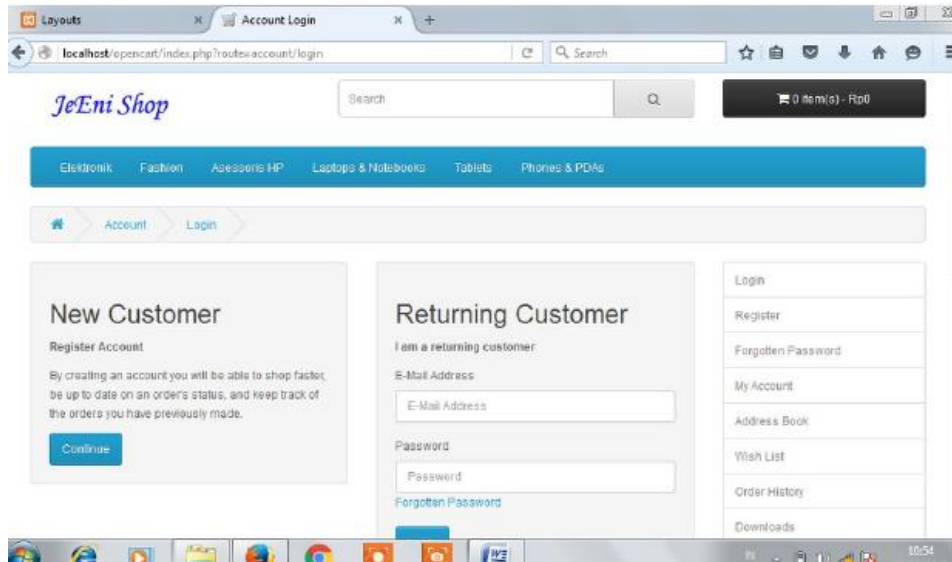 Layouts
Account Login
localhost/opencart/index.php?route=account/login
Search
JeEni Shop
Search
0 item(s) - Rp0
Elektronik
Fashion
Asessoris HP
Laptops & Notebooks
Tablets
Phones & PDAs
Account
Login
New Customer
Register Account
By creating an account you will be able to shop faster,
be up to date on an order's status, and keep track of
the orders you have previously made.
Continue
Returning Customer
I am a returning customer
E-Mail Address
E-Mail Address
Password
Password
Forgotten Password
Login
Register
Forgotten Password
My Account
Address Book
Wish List
Order History
Downloads
10:54